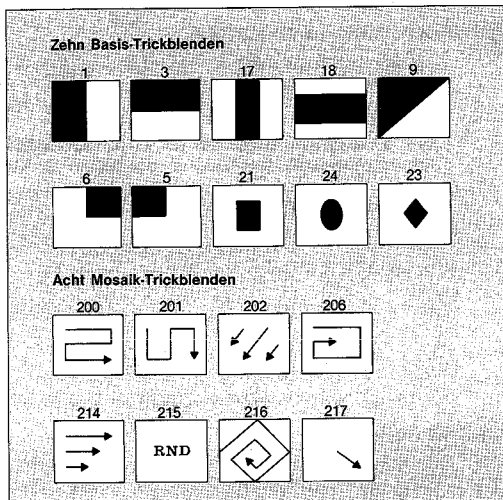 Zehn Basis-Trickblenden
1 3 17 18 9
6 5 21 24 23
Acht Mosaik-Trickblenden
200 201 202 206
214 215 216 217
RND